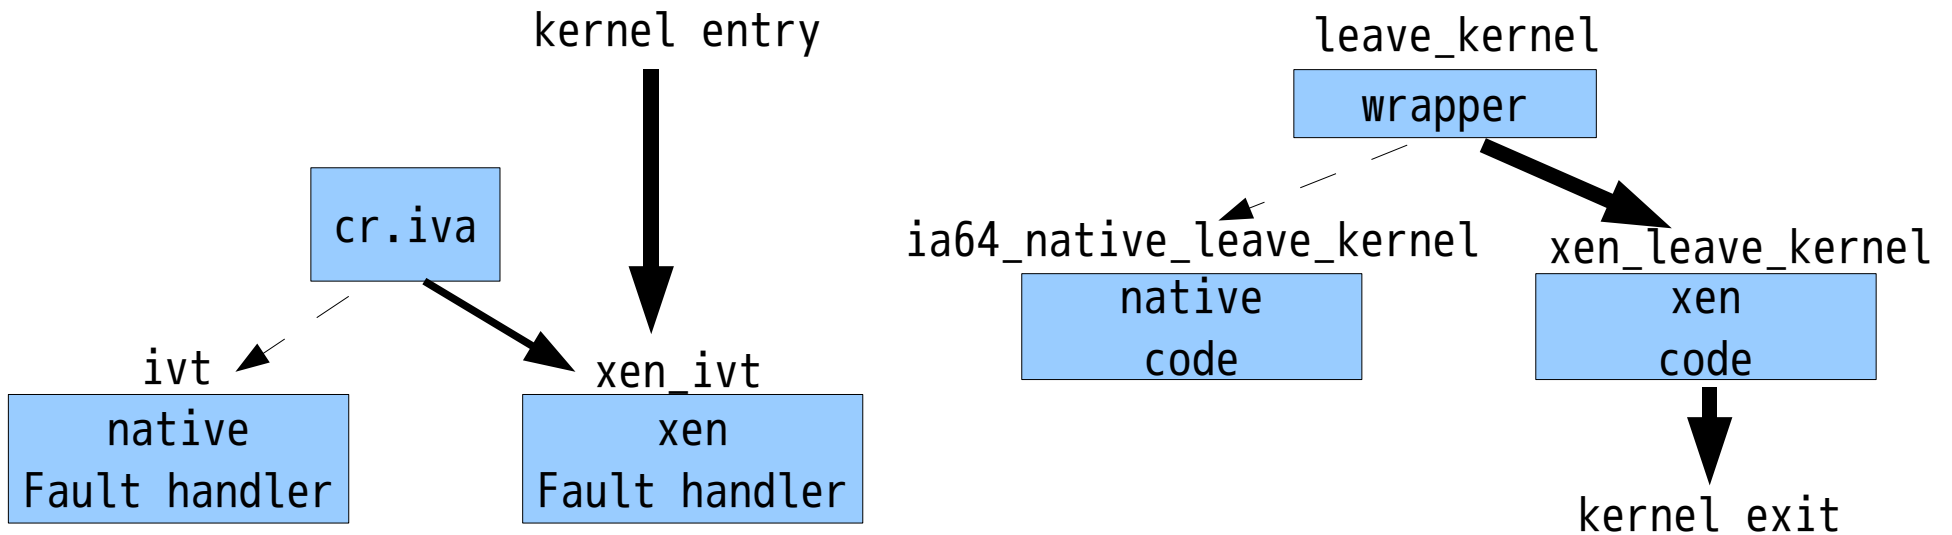 kernel entry
cr.iva
ivt
native
Fault handler
xen_ivt
xen
Fault handler
leave_kernel
wrapper
ia64_native_leave_kernel
native
code
xen_leave_kernel
xen
code
kernel exit